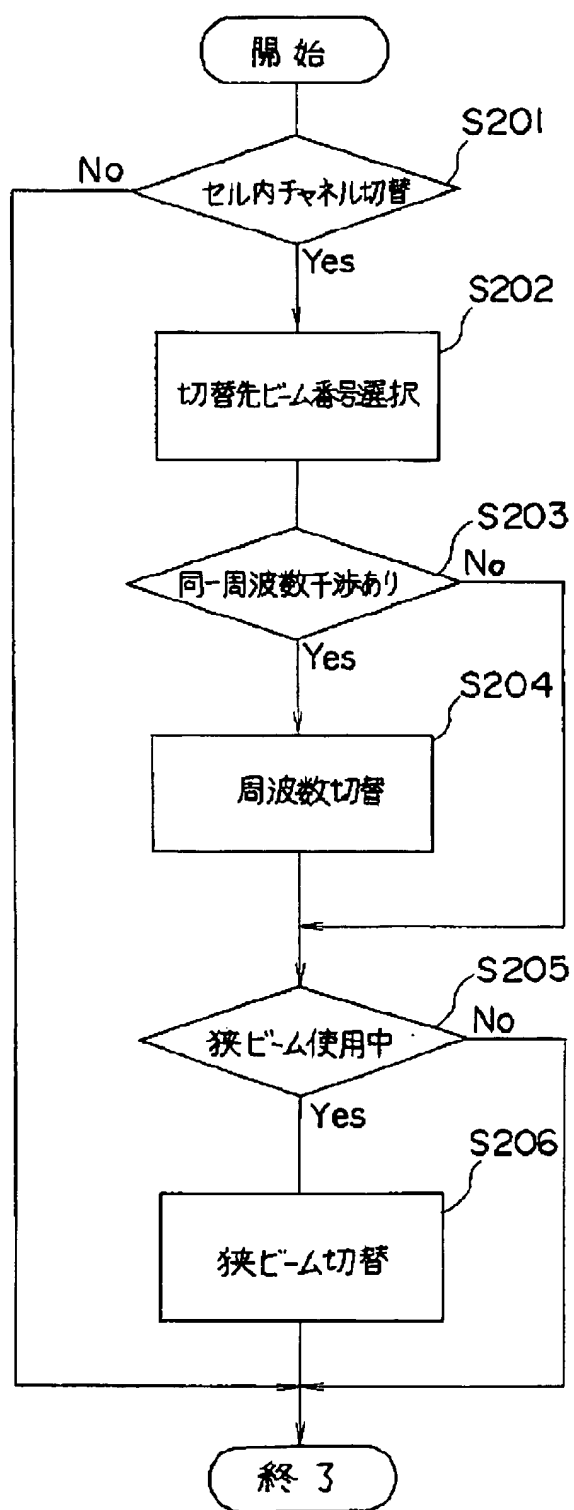 開始
S201
No
セル内チャネル切替
Yes
S202
切替先ビーム番号選択
S203
同一周波数干渉あり
No
Yes
S204
周波数切替
S205
狭ビーム使用中
No
Yes
S206
狭ビーム切替
終了